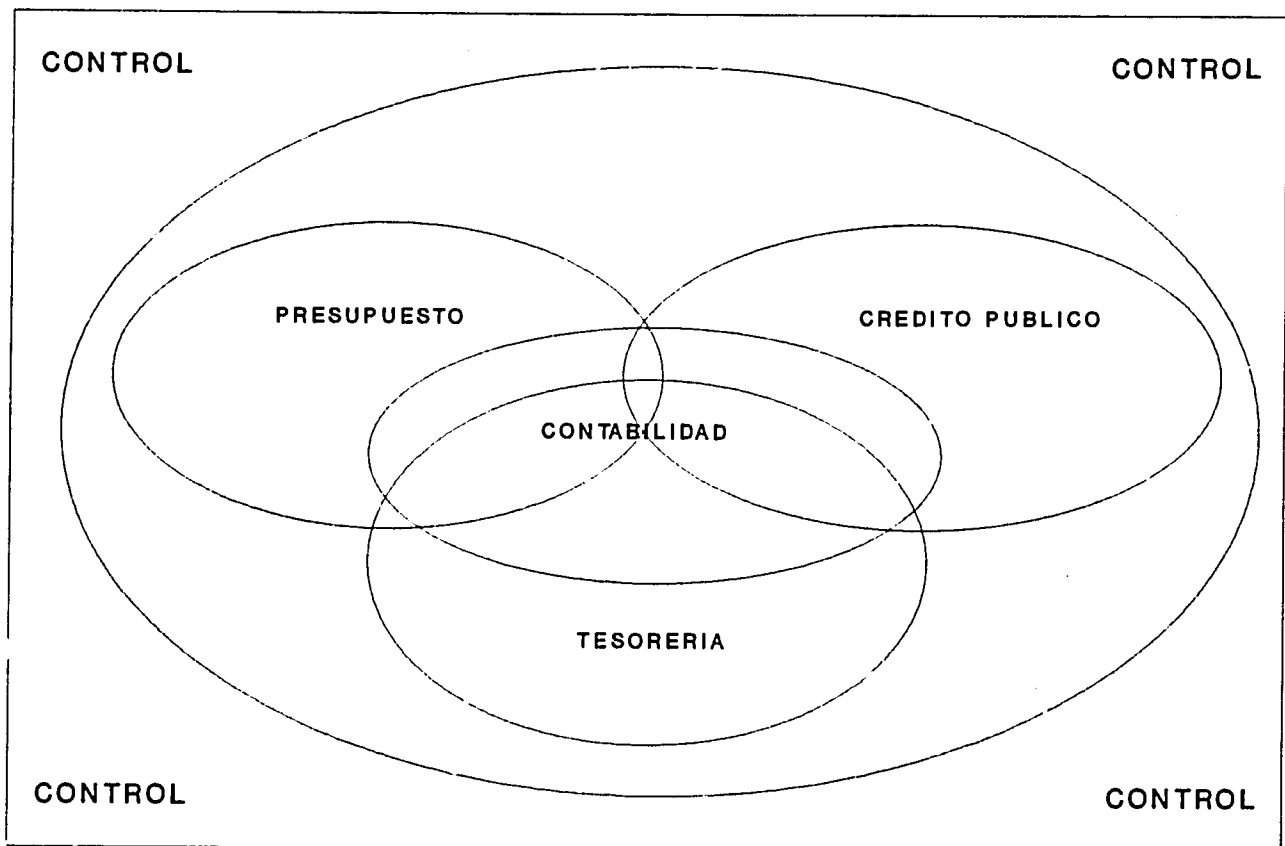 CONTROL
CONTROL
PRESUPUESTO
CREDITO PUBLICO
CONTABILIDAD
TESORERIA
CONTROL
CONTROL